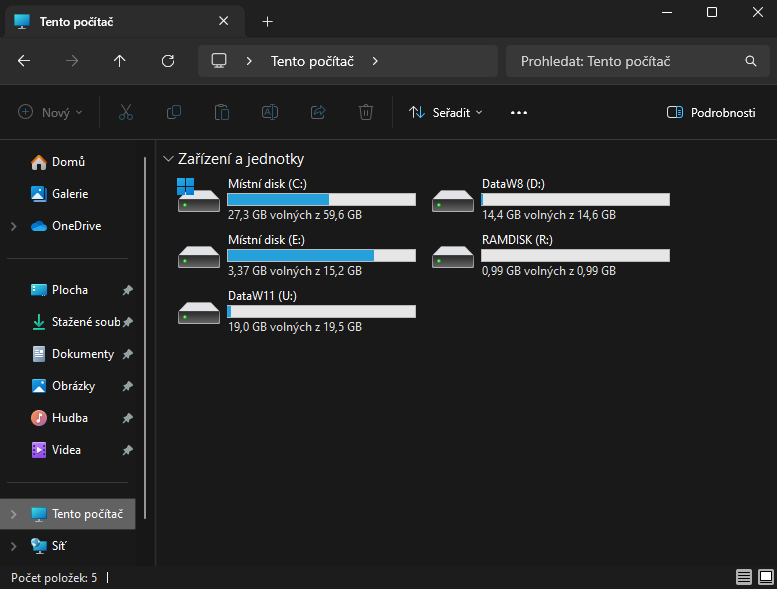 Tento počítač
Tento počítač
Prohledat: Tento počítač
Nový
Seřadit
Podrobnosti
Domů
Galerie
OneDrive
Plocha
Stažené soub
Dokumenty
Obrázky
Hudba
Videa
Tento počítač
Síť
Zařízení a jednotky
Místní disk (C:)
27,3 GB volných z 59,6 GB
DataW8 (D:)
14,4 GB volných z 14,6 GB
Místní disk (E:)
3,37 GB volných z 15,2 GB
RAMDISK (R:)
0,99 GB volných z 0,99 GB
DataW11 (U:)
19,0 GB volných z 19,5 GB
Počet položek: 5